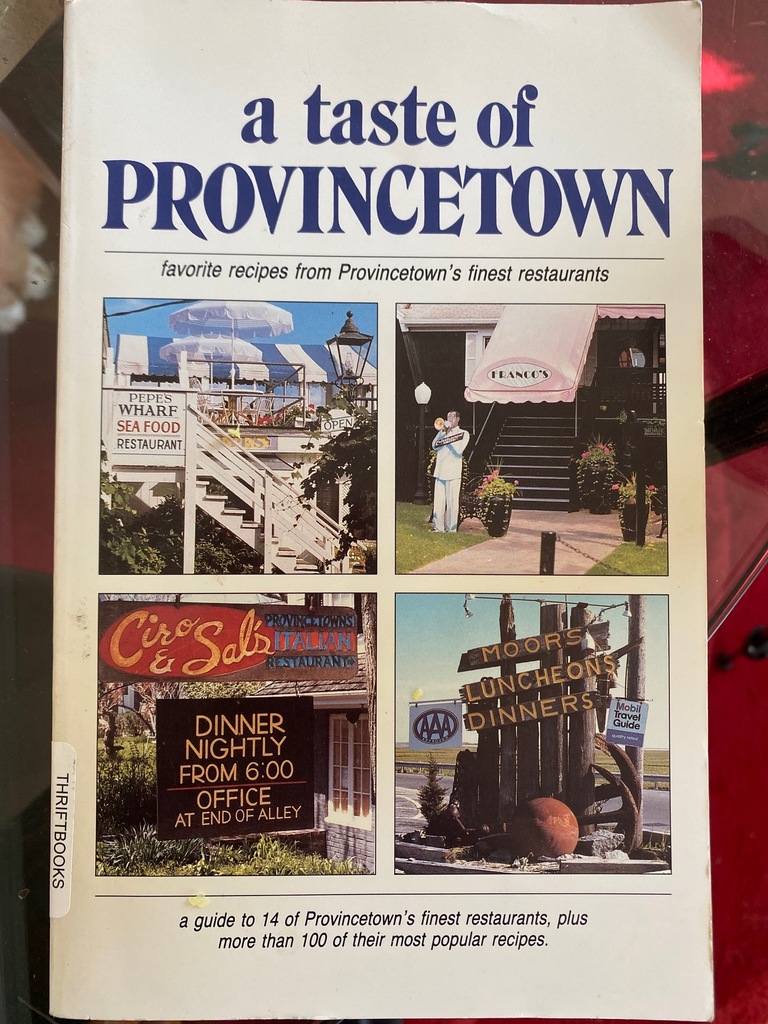 a taste of
PROVINCETOWN
favorite recipes from Provincetown's finest restaurants
PEPE'S
WHARF
SEA FOOD
RESTAURANT
OPEN
FRANCO'S
Ciro
& Sal's
PROVINCETOWNS
ITALIAN
RESTAURANT
DINNER
NIGHTLY
FROM 6:00
OFFICE
AT END OF ALLEY
MOORS
LUNCHEONS
DINNERS
AAA
Mobil
Travel
Guide
THRIFTBOOKS
a guide to 14 of Provincetown's finest restaurants, plus
more than 100 of their most popular recipes.